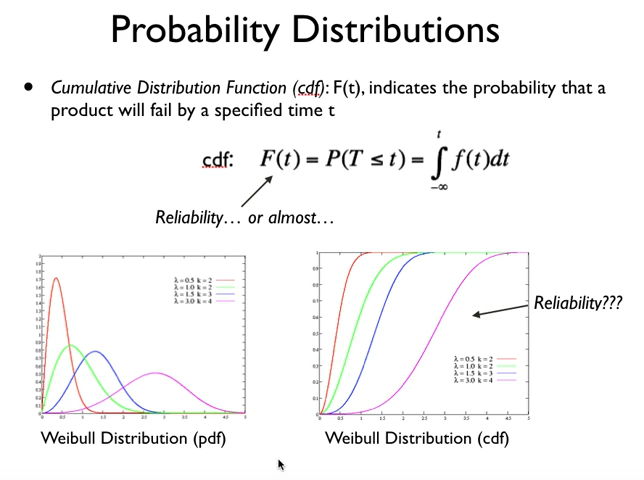 Probability Distributions
• Cumulative Distribution Function (cdf): F(t), indicates the probability that a
product will fail by a specified time t
cdf: F(t) = P(T ≤ t) = ∫_{-∞}^{t} f(t)dt
Reliability… or almost…
λ=0.5 k=2
λ=1.0 k=2
λ=1.5 k=3
λ=3.0 k=4
Weibull Distribution (pdf)
Reliability???
λ=0.5 k=2
λ=1.0 k=2
λ=1.5 k=3
λ=3.0 k=4
Weibull Distribution (cdf)